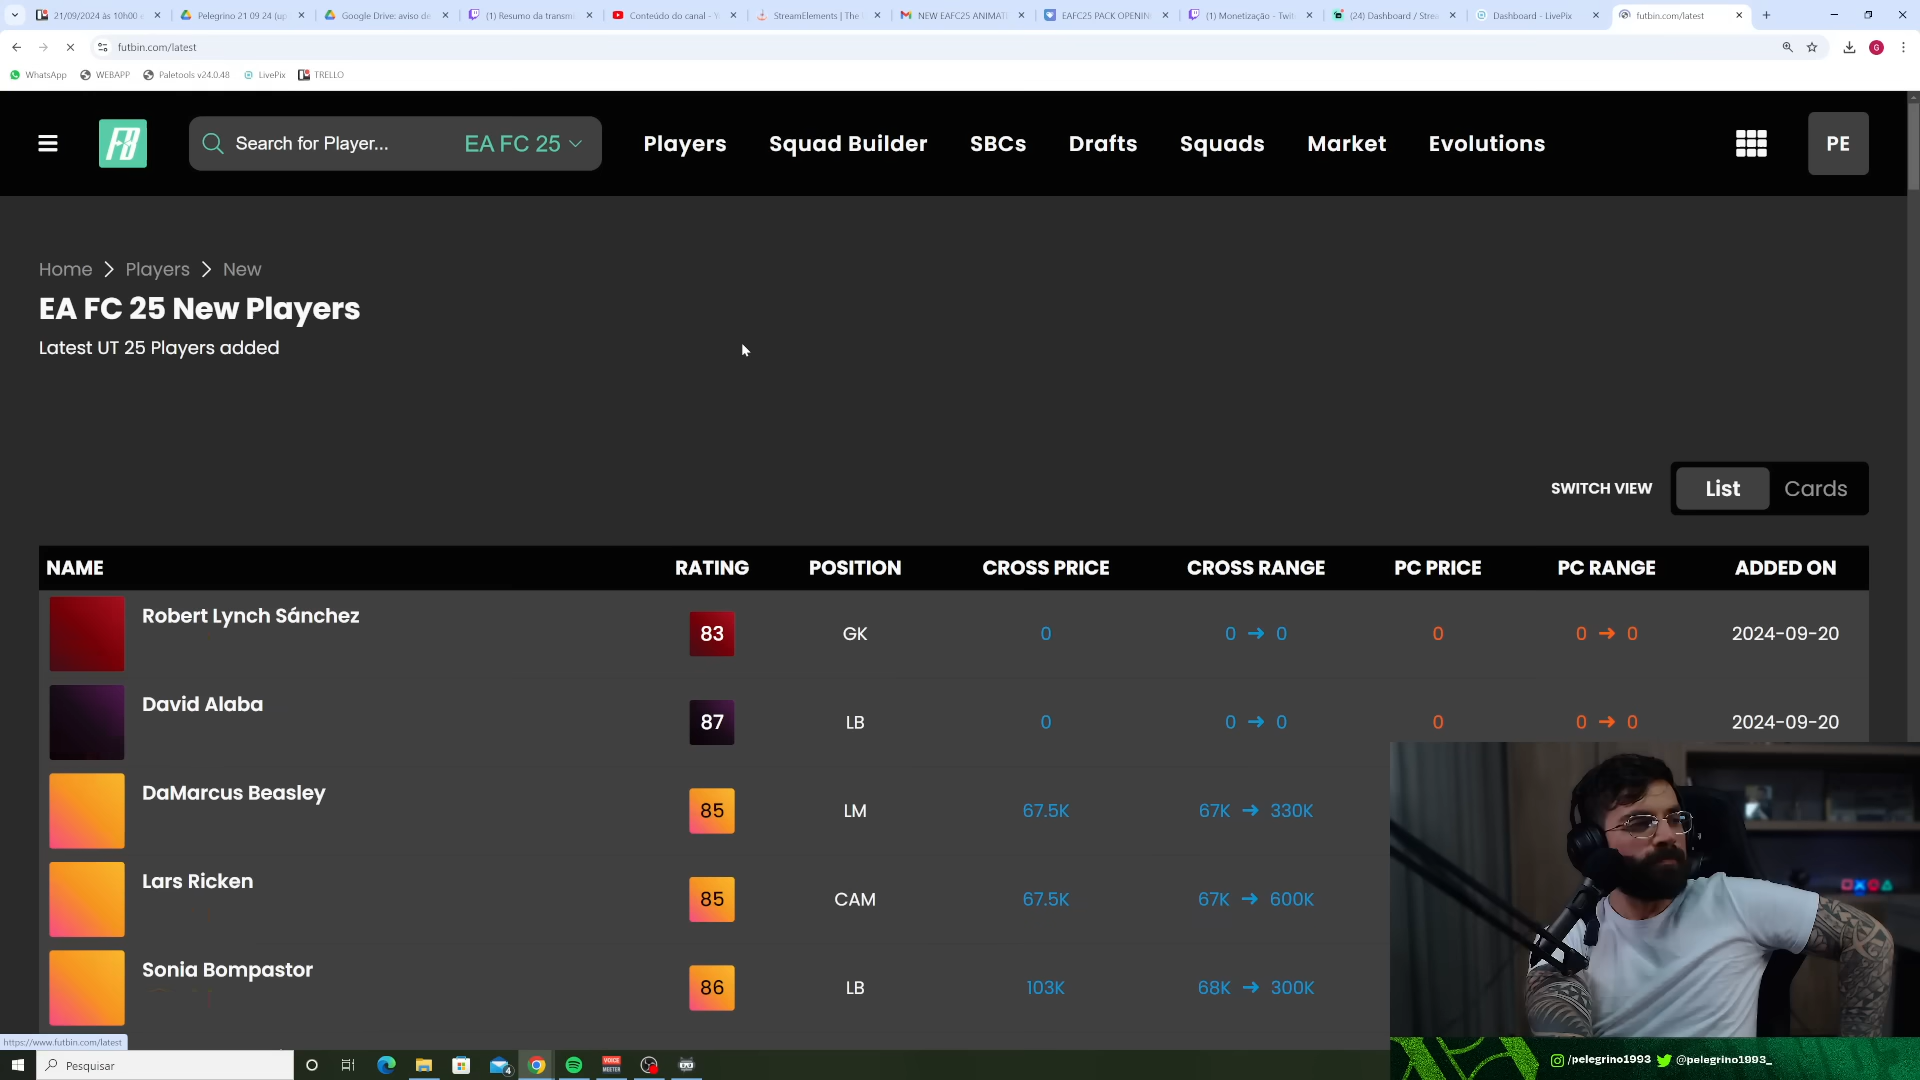 21/09/2024 às 10h00 e
Pelegrino 21 09 24 (up
Google Drive: aviso de
(1) Resumo da transmi
Conteúdo do canal - Y
StreamElements | The
NEW EAFC25 ANIMAT
EAFC25 PACK OPENIN
(1) Monetização - Twit
(24) Dashboard / Stre
Dashboard - LivePix
futbin.com/latest
futbin.com/latest
G
WhatsApp
WEBAPP
Paletools v24.0.48
LivePix
TRELLO
Search for Player...
EA FC 25
Players
Squad Builder
SBCs
Drafts
Squads
Market
Evolutions
PE
Home > Players > New
EA FC 25 New Players
Latest UT 25 Players added
SWITCH VIEW
List
Cards
NAME RATING POSITION CROSS PRICE CROSS RANGE PC PRICE PC RANGE ADDED ON
Robert Lynch Sánchez 83 GK 0 0 → 0 0 0 → 0 2024-09-20
David Alaba 87 LB 0 0 → 0 0 0 → 0 2024-09-20
DaMarcus Beasley 85 LM 67.5K 67K → 330K
Lars Ricken 85 CAM 67.5K 67K → 600K
Sonia Bompastor 86 LB 103K 68K → 300K
https://www.futbin.com/latest
Pesquisar
4
VOICE
MEETER
/pelegrino1993
@pelegrino1993_